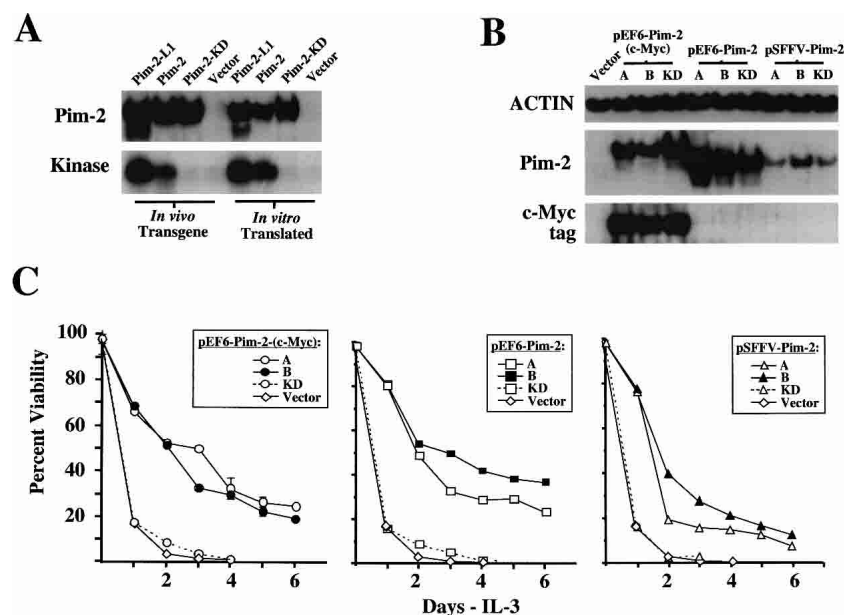 A
Pim-2-L1 Pim-2 Pim-2-KD Vector Pim-2-L1 Pim-2 Pim-2-KD Vector
Pim-2
Kinase
In vivo
Transgene
In vitro
Translated
B
pEF6-Pim-2
(c-Myc) pEF6-Pim-2 pSFFV-Pim-2
Vector A B KD A B KD A B KD
ACTIN
Pim-2
c-Myc
tag
C
Percent Viability
100
80
60
40
20
2 4 6
pEF6-Pim-2-(c-Myc):
A
B
KD
Vector
2 4 6
pEF6-Pim-2:
A
B
KD
Vector
2 4 6
pSFFV-Pim-2:
A
B
KD
Vector
Days - IL-3